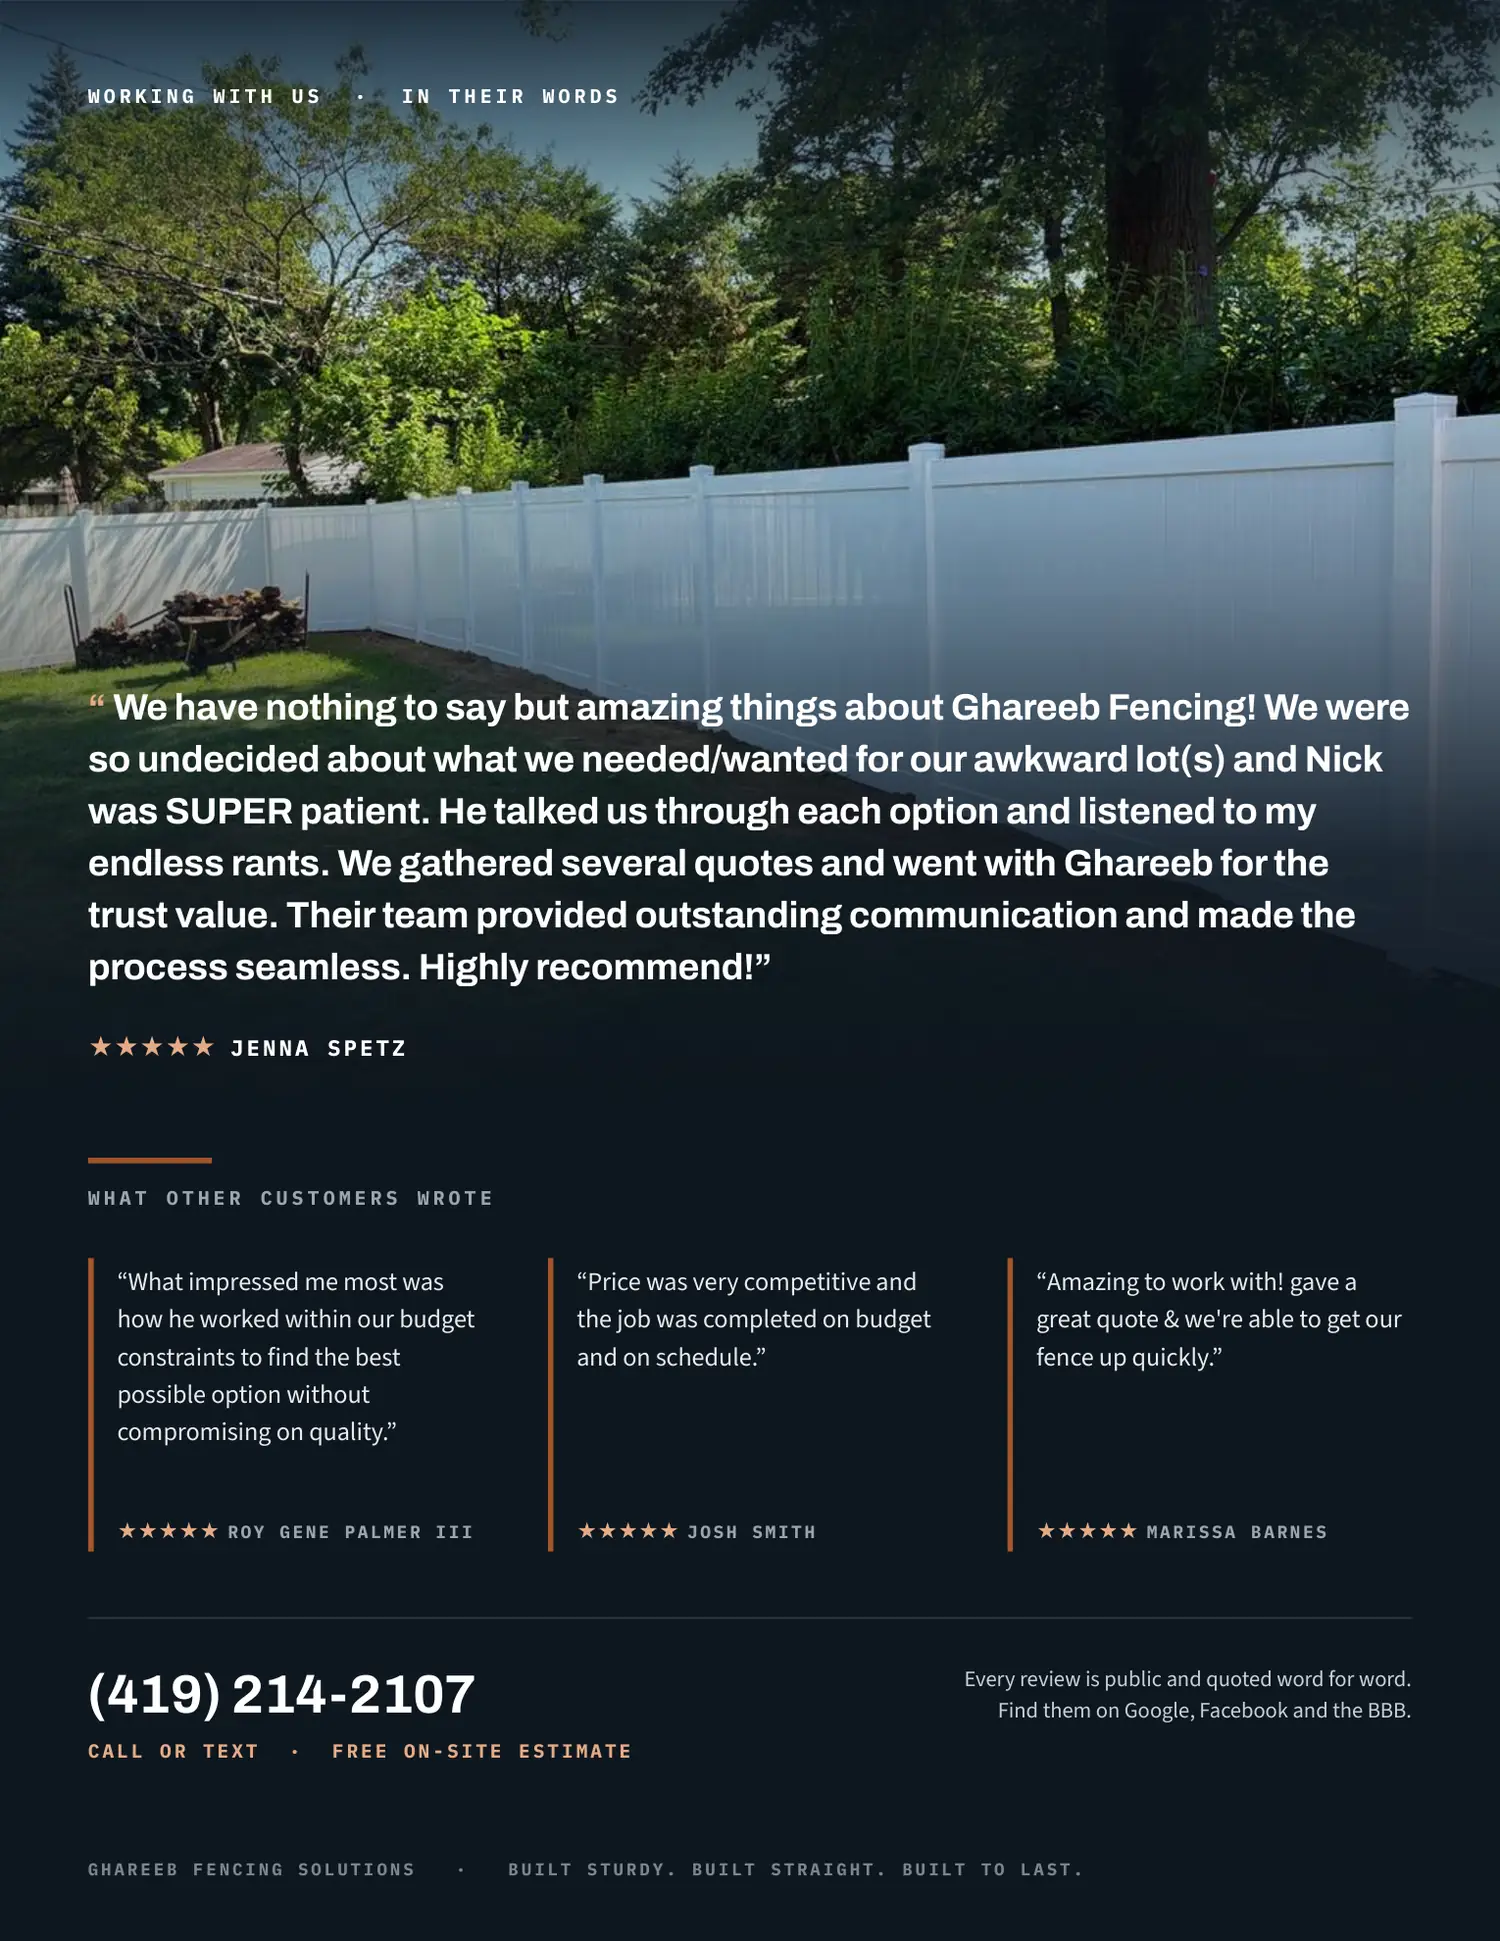 WORKING WITH US · IN THEIR WORDS
“ We have nothing to say but amazing things about Ghareeb Fencing! We were
so undecided about what we needed/wanted for our awkward lot(s) and Nick
was SUPER patient. He talked us through each option and listened to my
endless rants. We gathered several quotes and went with Ghareeb for the
trust value. Their team provided outstanding communication and made the
process seamless. Highly recommend!”
★★★★★ JENNA SPETZ
WHAT OTHER CUSTOMERS WROTE
“What impressed me most was
how he worked within our budget
constraints to find the best
possible option without
compromising on quality.”
★★★★★ ROY GENE PALMER III
“Price was very competitive and
the job was completed on budget
and on schedule.”
★★★★★ JOSH SMITH
“Amazing to work with! gave a
great quote & we're able to get our
fence up quickly.”
★★★★★ MARISSA BARNES
(419) 214-2107
CALL OR TEXT · FREE ON-SITE ESTIMATE
Every review is public and quoted word for word.
Find them on Google, Facebook and the BBB.
GHAREEB FENCING SOLUTIONS · BUILT STURDY. BUILT STRAIGHT. BUILT TO LAST.